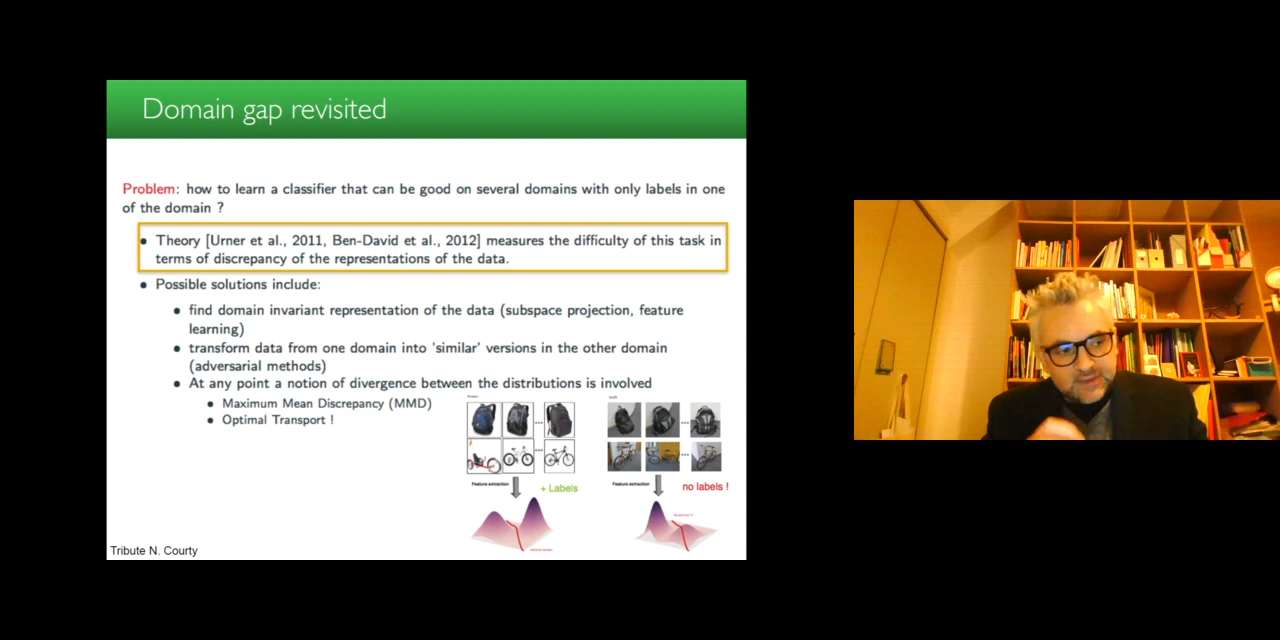 Domain gap revisited
Problem: how to learn a classifier that can be good on several domains with only labels in one
of the domain ?
• Theory [Urner et al., 2011, Ben-David et al., 2012] measures the difficulty of this task in
terms of discrepancy of the representations of the data.
• Possible solutions include:
• find domain invariant representation of the data (subspace projection, feature
learning)
• transform data from one domain into 'similar' versions in the other domain
(adversarial methods)
• At any point a notion of divergence between the distributions is involved
• Maximum Mean Discrepancy (MMD)
• Optimal Transport !
Feature extraction
+ Labels
Feature extraction
no labels !
Tribute N. Courty